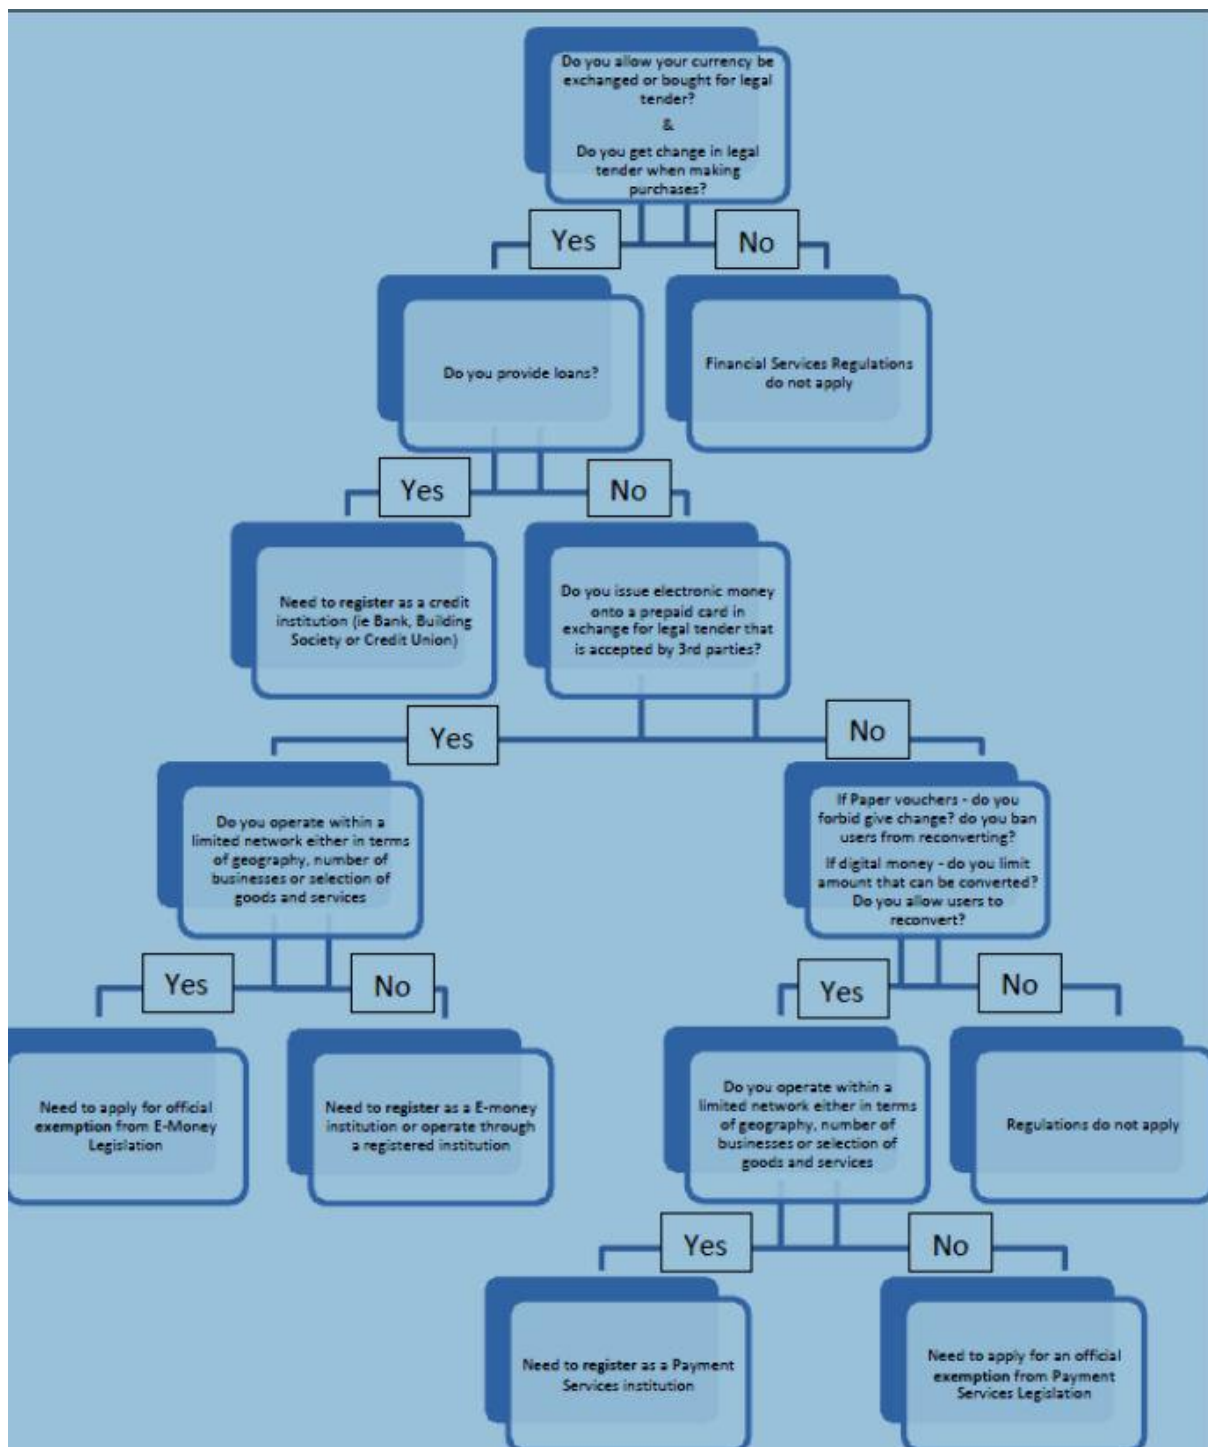 Do you allow your currency be
exchanged or bought for legal
tender?
&
Do you get change in legal
tender when making
purchases?
Yes
No
Do you provide loans?
Financial Services Regulations
do not apply
Yes
No
Need to register as a credit
institution (ie Bank, Building
Society or Credit Union)
Do you issue electronic money
onto a prepaid card in
exchange for legal tender that
is accepted by 3rd parties?
Yes
No
Do you operate within a
limited network either in terms
of geography, number of
businesses or selection of
goods and services
If Paper vouchers - do you
forbid give change? do you ban
users from reconverting?
If digital money - do you limit
amount that can be converted?
Do you allow users to
reconvert?
Yes
No
Yes
No
Need to apply for official
exemption from E-Money
Legislation
Need to register as a E-money
institution or operate through
a registered institution
Do you operate within a
limited network either in terms
of geography, number of
businesses or selection of
goods and services
Regulations do not apply
Yes
No
Need to register as a Payment
Services institution
Need to apply for an official
exemption from Payment
Services Legislation